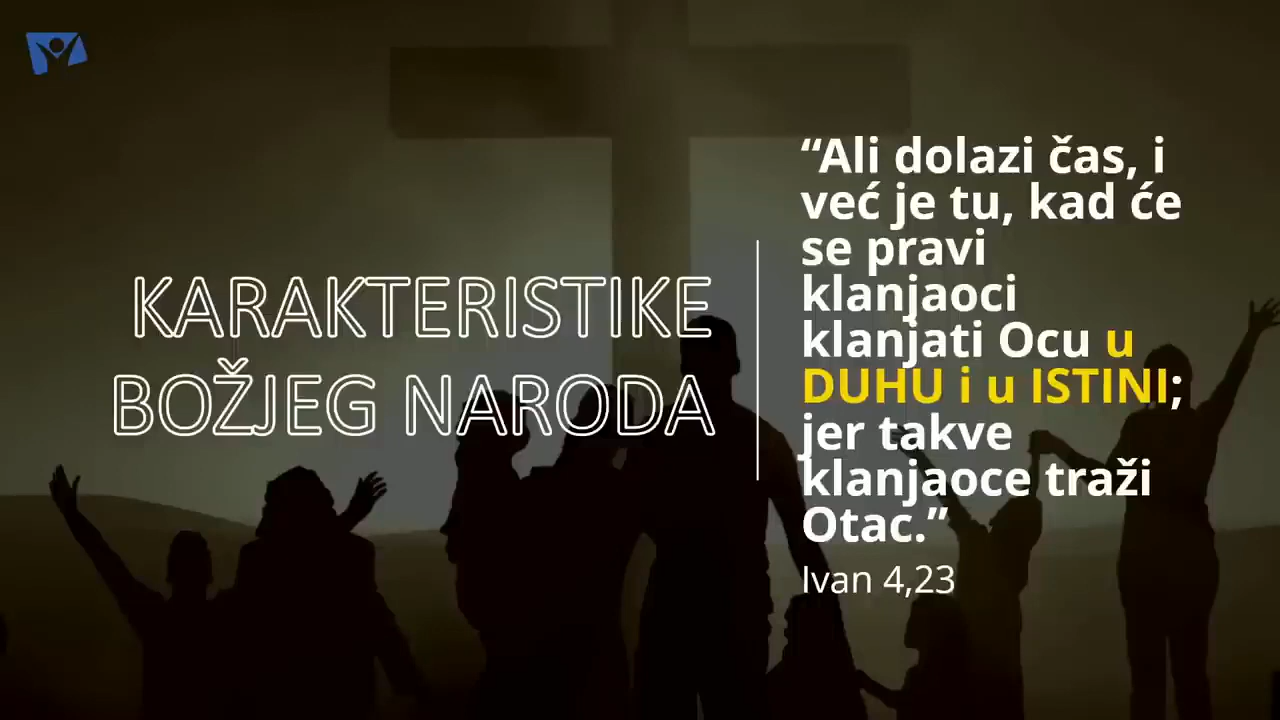 KARAKTERISTIKE
BOŽJEG NARODA
“Ali dolazi čas, i
već je tu, kad će
se pravi
klanjaoci
klanjati Ocu u
DUHU i u ISTINI;
jer takve
klanjaoce traži
Otac.”
Ivan 4,23